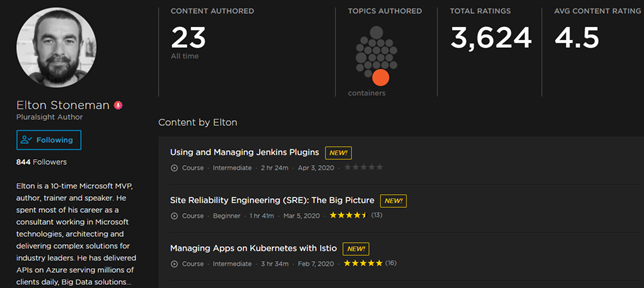 CONTENT AUTHORED
23
All time
TOPICS AUTHORED
containers
TOTAL RATINGS
3,624
AVG CONTENT RATING
4.5
Elton Stoneman
Pluralsight Author
Following
844 Followers
Elton is a 10-time Microsoft MVP,
author, trainer and speaker. He
spent most of his career as a
consultant working in Microsoft
technologies, architecting and
delivering complex solutions for
industry leaders. He has delivered
APIs on Azure serving millions of
clients daily, Big Data solutions...
Content by Elton
Using and Managing Jenkins Plugins NEW!
Course · Intermediate · 2 hr 24m · Apr 3, 2020
Site Reliability Engineering (SRE): The Big Picture NEW!
Course · Beginner · 1 hr 41m · Mar 5, 2020 · (13)
Managing Apps on Kubernetes with Istio NEW!
Course · Intermediate · 3 hr 34m · Feb 7, 2020 · (16)